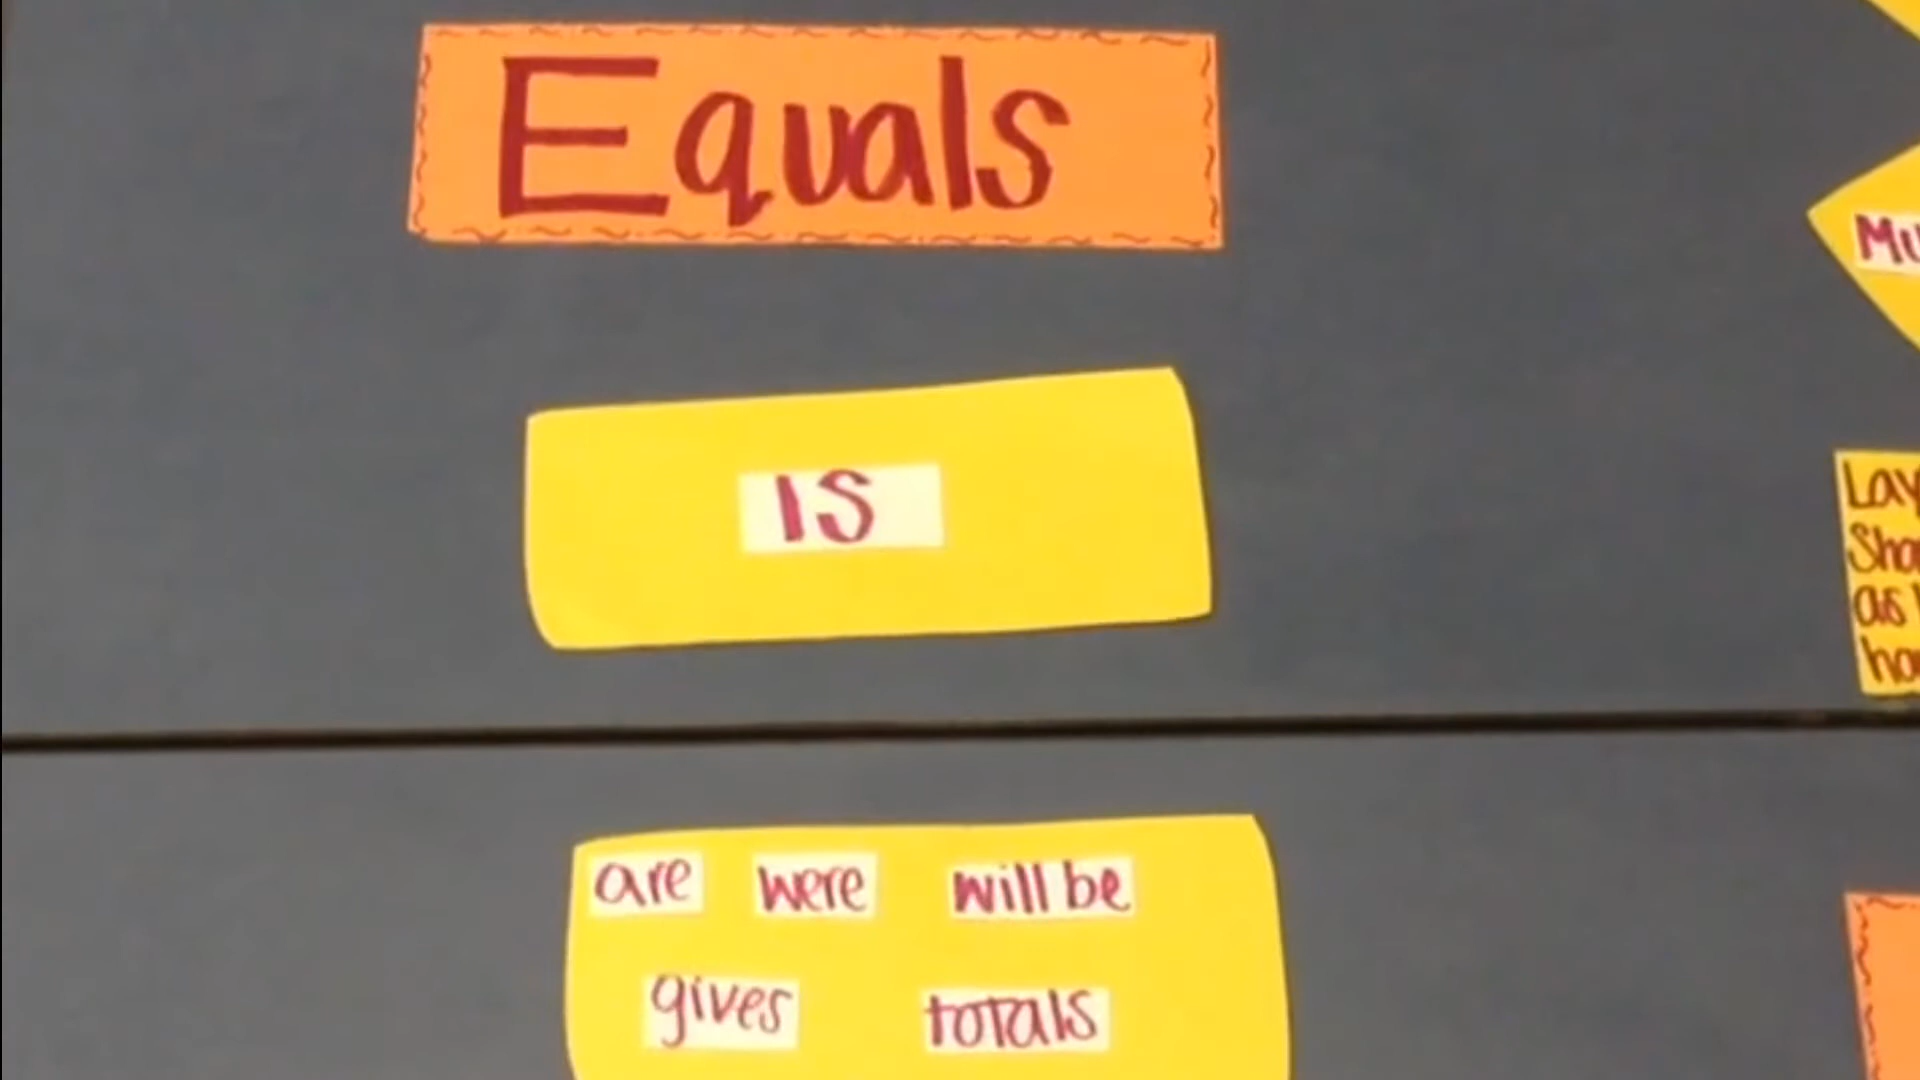 Equals
IS
are were will be
gives totals